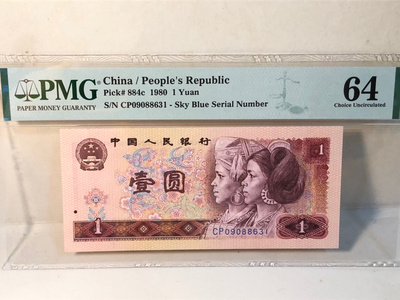 PMG
PAPER MONEY GUARANTY
China / People's Republic
Pick# 884c 1980 1 Yuan
S/N CP09088631 - Sky Blue Serial Number
64
Choice Uncirculated
中国人民银行
1
壹圆
1
CP09088631
1